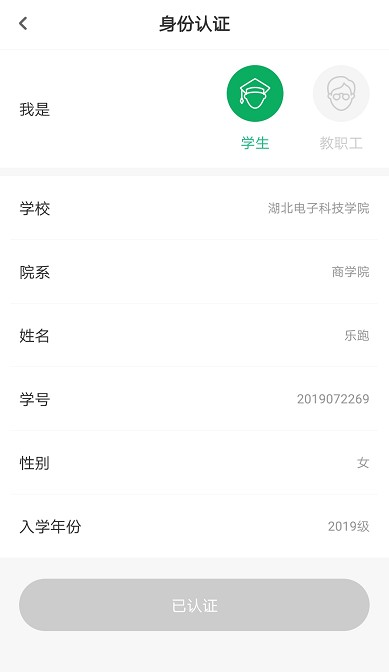 身份认证
我是
学生 教职工
学校 湖北电子科技学院
院系 商学院
姓名 乐跑
学号 2019072269
性别 女
入学年份 2019级
已认证